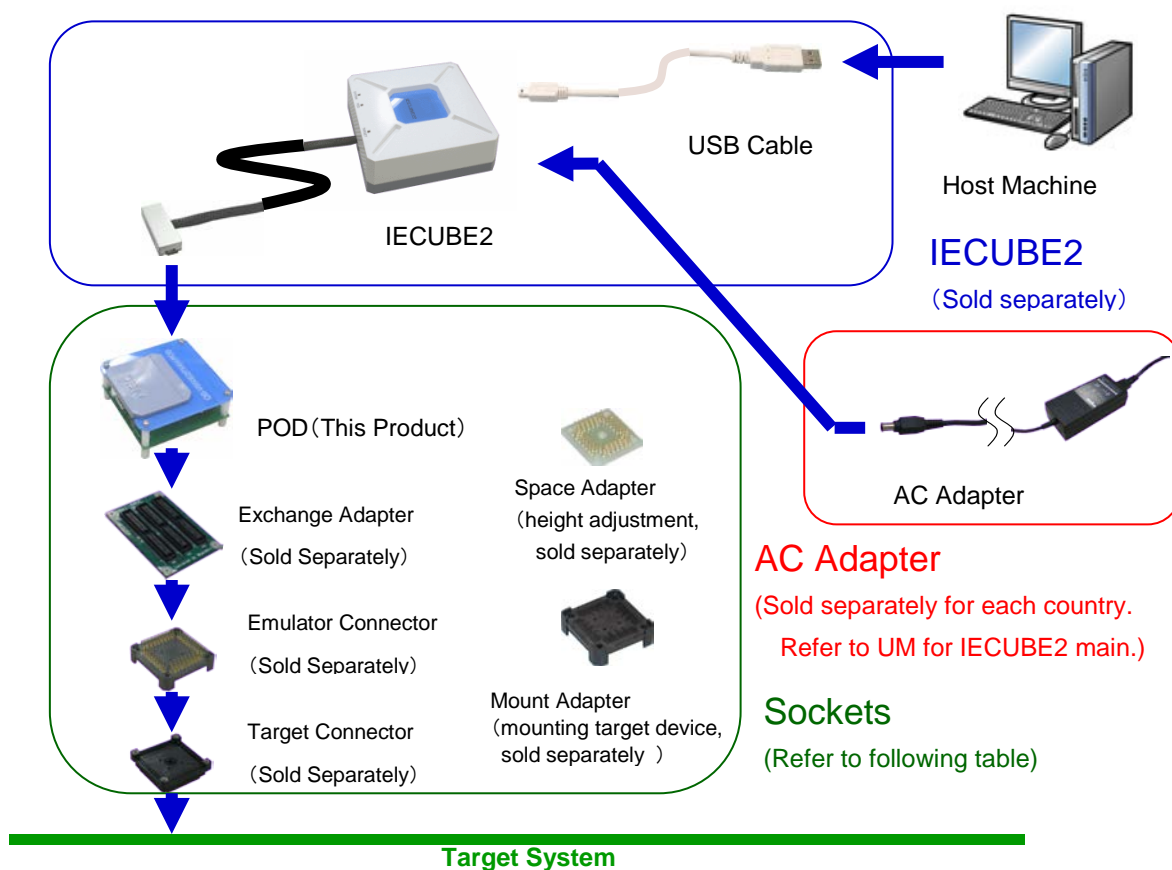 USB Cable
Host Machine
IECUBE2
IECUBE2
（Sold separately）
POD（This Product）
Space Adapter
（height adjustment,
sold separately）
AC Adapter
Exchange Adapter
（Sold Separately）
AC Adapter
(Sold separately for each country.
Refer to UM for IECUBE2 main.)
Emulator Connector
（Sold Separately）
Mount Adapter
（mounting target device,
sold separately ）
Sockets
(Refer to following table)
Target Connector
（Sold Separately）
Target System